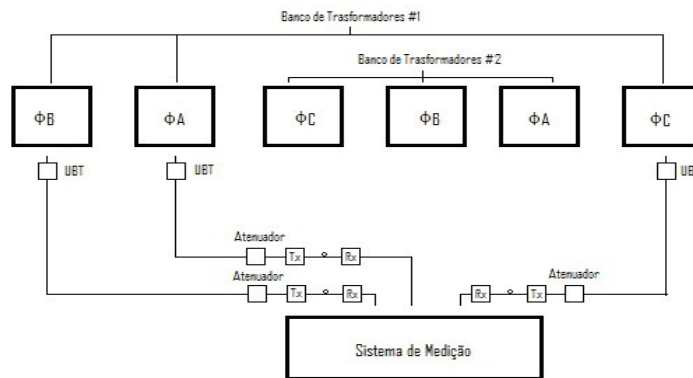 Banco de Trasformadores #1
Banco de Trasformadores #2
ΦB
ΦA
ΦC
ΦB
ΦA
ΦC
UBT
UBT
UB
Atenuador
Tx
Rx
Atenuador
Tx
Rx
Atenuador
Rx
Tx
Sistema de Medição